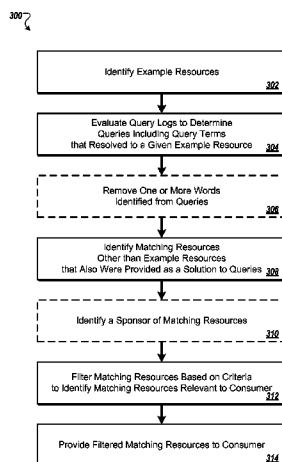 300
Identify Example Resources
302
Evaluate Query Logs to Determine
Queries Including Query Terms
that Resolved to a Given Example Resource
304
Remove One or More Words
Identified from Queries
306
Identify Matching Resources
Other than Example Resources
that Also Were Provided as a Solution to Queries
308
Identify a Sponsor of Matching Resources
310
Filter Matching Resources Based on Criteria
to Identify Matching Resources Relevant to Consumer
312
Provide Filtered Matching Resources to Consumer
314